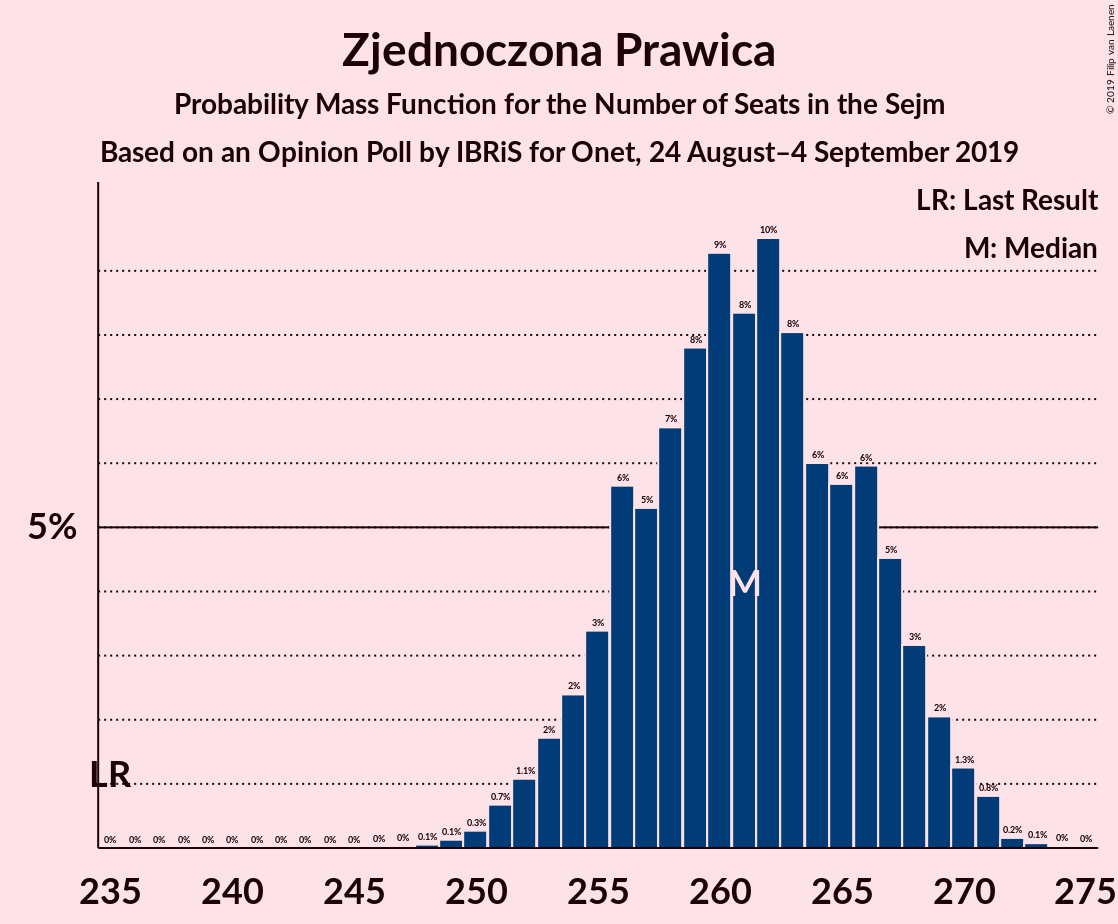 Zjednoczona Prawica
Probability Mass Function for the Number of Seats in the Sejm
Based on an Opinion Poll by IBRiS for Onet, 24 August–4 September 2019
© 2019 Filip van Laenen
LR: Last Result
M: Median
10%
9%
8%
8%
8%
7%
6%
6%
6%
6%
5%
5%
5%
M
3%
3%
2%
2%
2%
LR
1.1%
1.3%
0.7%
0.8%
0.3%
0.1%
0.1%
0.2%
0.1%
0% 0% 0% 0% 0% 0% 0% 0% 0% 0% 0% 0% 0% 0% 0%
235 240 245 250 255 260 265 270 275